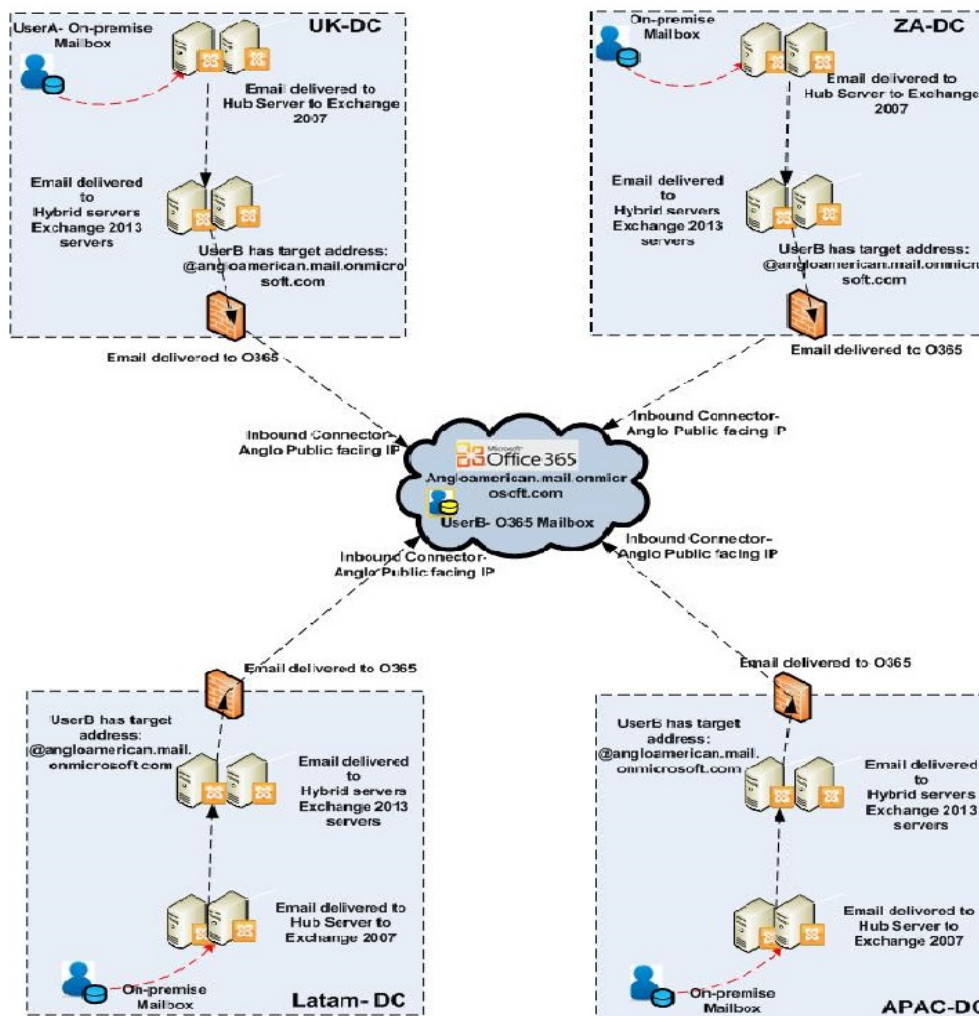 UserA- On-premise
Mailbox
UK-DC
Email delivered to
Hub Server to Exchange
2007
Email delivered
to
Hybrid servers
Exchange 2013
servers
UserB has target address:
@angloamerican.mail.onmicro
soft.com
Email delivered to O365
On-premise
Mailbox
ZA-DC
Email delivered to
Hub Server to Exchange
2007
Email delivered
to
Hybrid servers
Exchange 2013
servers
UserB has target address:
@angloamerican.mail.onmicro
soft.com
Email delivered to O365
Inbound Connector-
Anglo Public facing IP
Inbound Connector-
Anglo Public facing IP
Microsoft
Office 365
Angloamerican.mail.onmicr
osoft.com
UserB- O365 Mailbox
Inbound Connector-
Anglo Public facing IP
Inbound Connector-
Anglo Public facing IP
Email delivered to O365
UserB has target
address:
@angloamerican.mail.
onmicrosoft.com
Email delivered
to
Hybrid servers
Exchange 2013
servers
Email delivered to
Hub Server to
Exchange 2007
On-premise
Mailbox
Latam- DC
Email delivered to O365
UserB has target
address:
@angloamerican.mail.
onmicrosoft.com
Email delivered
to
Hybrid servers
Exchange 2013
servers
Email delivered to
Hub Server to
Exchange 2007
On-premise
Mailbox
APAC-DC